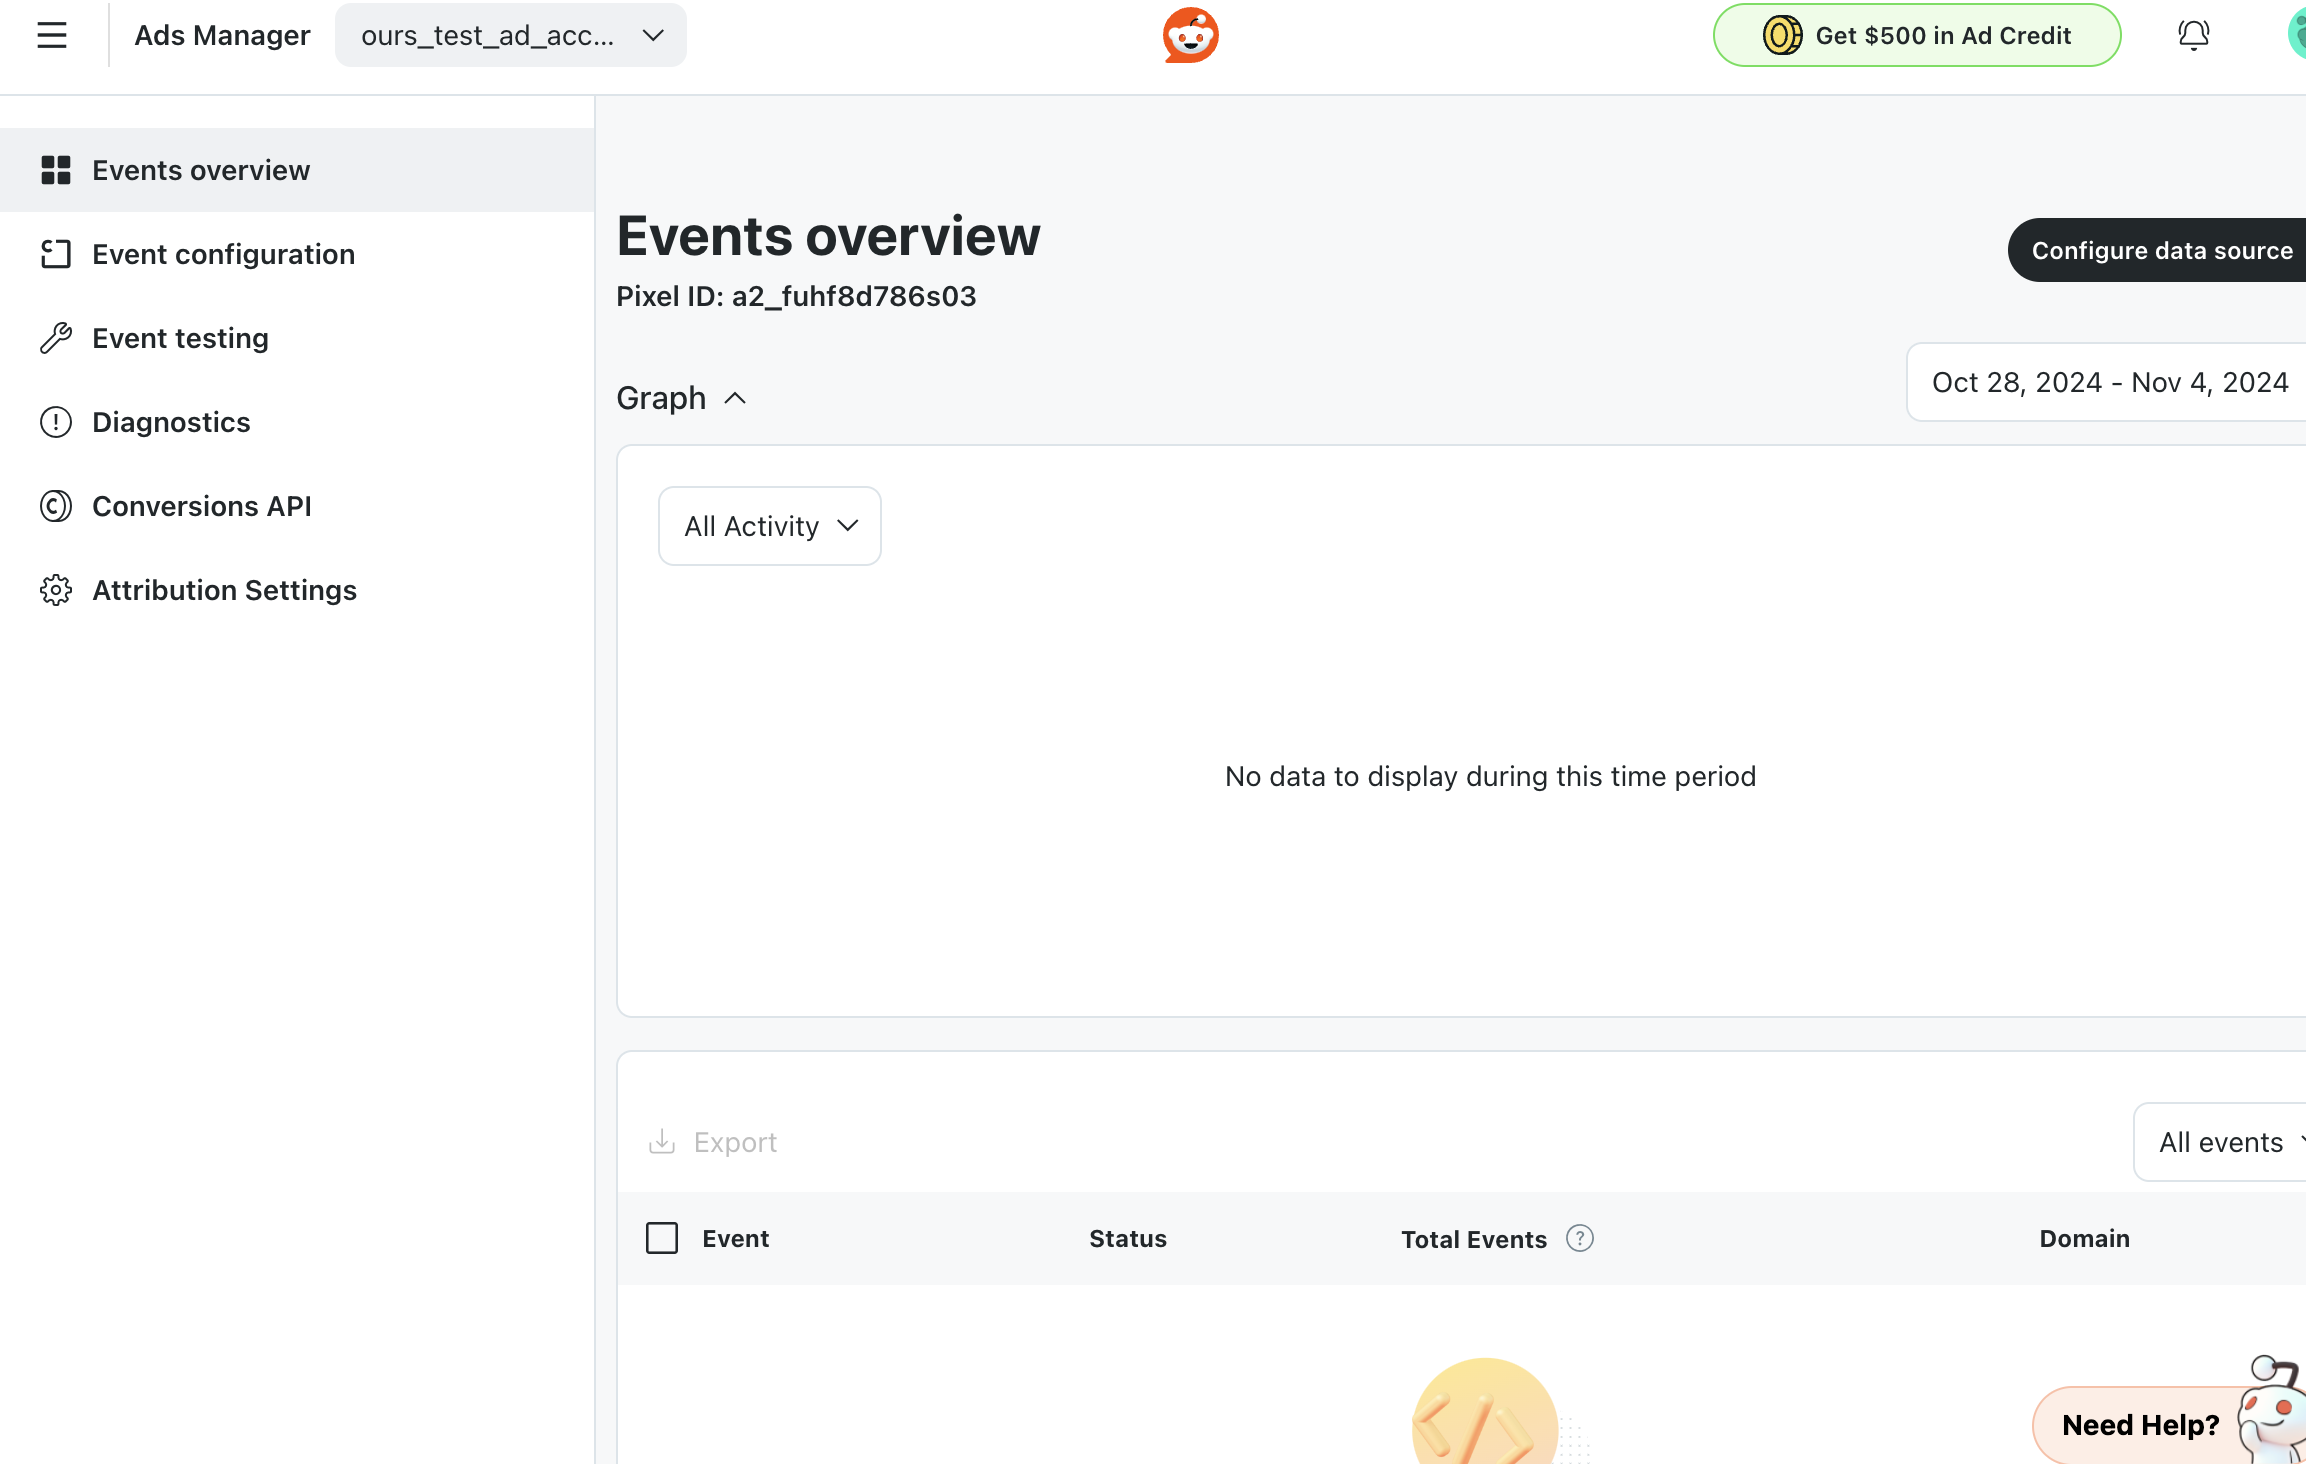 Ads Manager
ours_test_ad_acc...
Get $500 in Ad Credit
Events overview
Event configuration
Event testing
Diagnostics
Conversions API
Attribution Settings
Events overview
Configure data source
Pixel ID: a2_fuhf8d786s03
Graph
Oct 28, 2024 - Nov 4, 2024
All Activity
No data to display during this time period
Export
All events
Event Status Total Events ? Domain
Need Help?